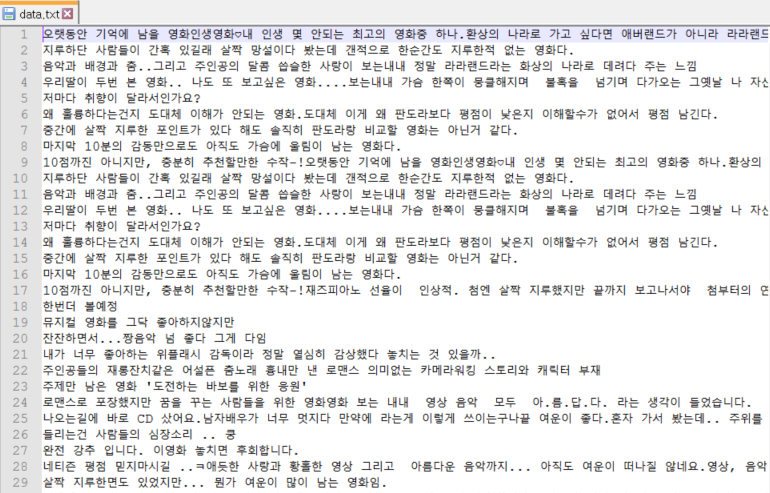 data.txt
1 오랫동안 기억에 남을 영화인생영화♡내 인생 몇 안되는 최고의 영화중 하나.환상의 나라로 가고 싶다면 애버랜드가 아니라 라라랜드
2 지루하단 사람들이 간혹 있길래 살짝 망설이다 봤는데 갠적으로 한순간도 지루한적 없는 영화다.
3 음악과 배경과 춤..그리고 주인공의 달콤 씁슬한 사랑이 보는내내 정말 라라랜드라는 화상의 나라로 데려다 주는 느낌
4 우리딸이 두번 본 영화.. 나도 또 보고싶은 영화....보는내내 가슴 한쪽이 뭉클해지며 불혹을 넘기며 다가오는 그옛날 나 자신
5 저마다 취향이 달라서인가요?
6 왜 훌륭하다는건지 도대체 이해가 안되는 영화.도대체 이게 왜 판도라보다 평점이 낮은지 이해할수가 없어서 평점 남긴다.
7 중간에 살짝 지루한 포인트가 있다 해도 솔직히 판도라랑 비교할 영화는 아닌거 같다.
8 마지막 10분의 감동만으로도 아직도 가슴에 울림이 남는 영화다.
9 10점까진 아니지만, 충분히 추천할만한 수작~!오랫동안 기억에 남을 영화인생영화♡내 인생 몇 안되는 최고의 영화중 하나.환상의
10 지루하단 사람들이 간혹 있길래 살짝 망설이다 봤는데 갠적으로 한순간도 지루한적 없는 영화다.
11 음악과 배경과 춤..그리고 주인공의 달콤 씁슬한 사랑이 보는내내 정말 라라랜드라는 화상의 나라로 데려다 주는 느낌
12 우리딸이 두번 본 영화.. 나도 또 보고싶은 영화....보는내내 가슴 한쪽이 뭉클해지며 불혹을 넘기며 다가오는 그옛날 나 자신
13 저마다 취향이 달라서인가요?
14 왜 훌륭하다는건지 도대체 이해가 안되는 영화.도대체 이게 왜 판도라보다 평점이 낮은지 이해할수가 없어서 평점 남긴다.
15 중간에 살짝 지루한 포인트가 있다 해도 솔직히 판도라랑 비교할 영화는 아닌거 같다.
16 마지막 10분의 감동만으로도 아직도 가슴에 울림이 남는 영화다.
17 10점까진 아니지만, 충분히 추천할만한 수작~!재즈피아노 선율이 인상적. 첨엔 살짝 지루했지만 끝까지 보고나서야 첨부터의 연
18 한번더 볼예정
19 뮤지컬 영화를 그닥 좋아하지않지만
20 잔잔하면서...짱음악 넘 좋다 그게 다임
21 내가 너무 좋아하는 위플래시 감독이라 정말 열심히 감상했다 놓치는 것 있을까..
22 주인공들의 재롱잔치같은 어설픈 춤노래 흉내만 낸 로맨스 의미없는 카메라워킹 스토리와 캐릭터 부재
23 주제만 남은 영화 '도전하는 바보를 위한 응원'
24 로맨스로 포장했지만 꿈을 꾸는 사람들을 위한 영화영화 보는 내내 영상 음악 모두 아.름.답.다. 라는 생각이 들었습니다.
25 나오는길에 바로 CD 샀어요.남자배우가 너무 멋지다 만약에 라는게 이렇게 쓰이는구나끝 여운이 좋다.혼자 가서 봤는데.. 주위를
26 들리는건 사람들의 심장소리 .. 쿵
27 완전 강추 입니다. 이영화 놓치면 후회합니다.
28 네티즌 평점 믿지마시길 ..ㅋ애듯한 사랑과 황홀한 영상 그리고 아름다운 음악까지... 아직도 여운이 떠나질 않네요.영상, 음악
29 살짝 지루한면도 있었지만... 뭔가 여운이 많이 남는 영화임.